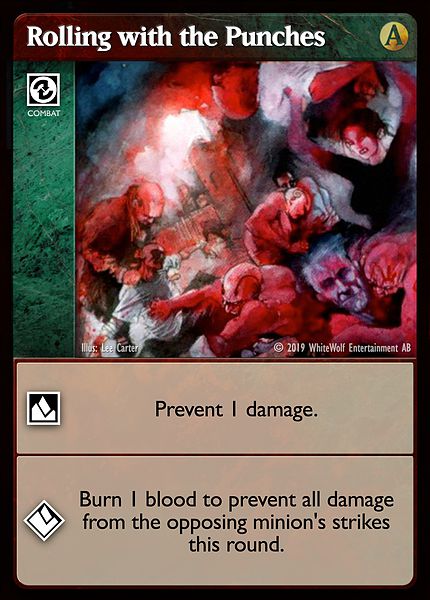 Rolling with the Punches
A
COMBAT
Illus: Lee Carter
© 2019 WhiteWolf Entertainment AB
Prevent 1 damage.
Burn 1 blood to prevent all damage
from the opposing minion's strikes
this round.